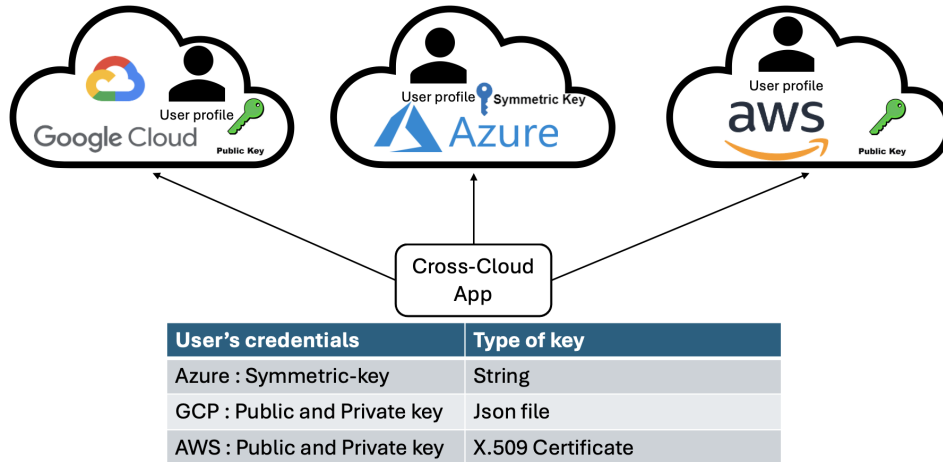 User profile
Google Cloud
Public Key
User profile
Symmetric Key
Azure
User profile
aws
Public Key
Cross-Cloud
App
User's credentials Type of key
Azure : Symmetric-key String
GCP : Public and Private key Json file
AWS : Public and Private key X.509 Certificate